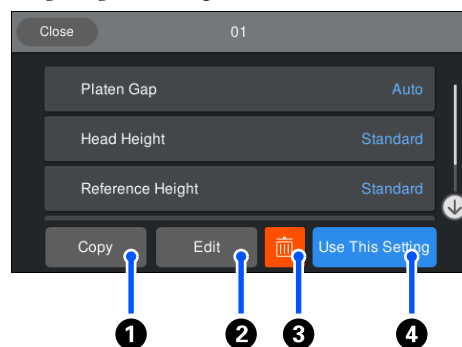 Close 01
Platen Gap Auto
Head Height Standard
Reference Height Standard
Copy Edit Use This Setting
1 2 3 4